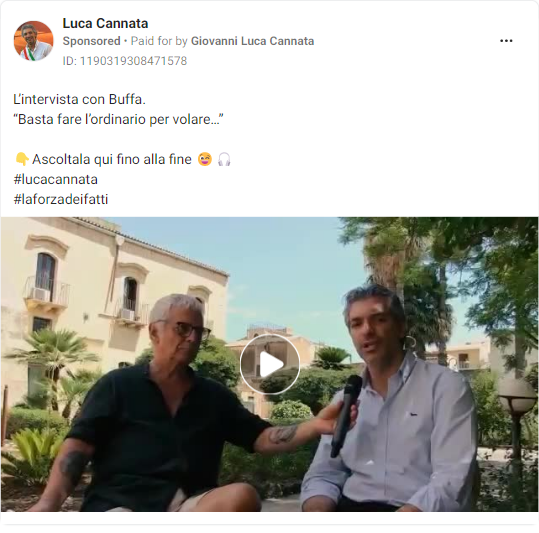 Luca Cannata
Sponsored • Paid for by Giovanni Luca Cannata
ID: 1190319308471578
L'intervista con Buffa.
“Basta fare l'ordinario per volare...”
👇Ascoltala qui fino alla fine 🥰 🎧
#lucacannata
#laforzadeifatti